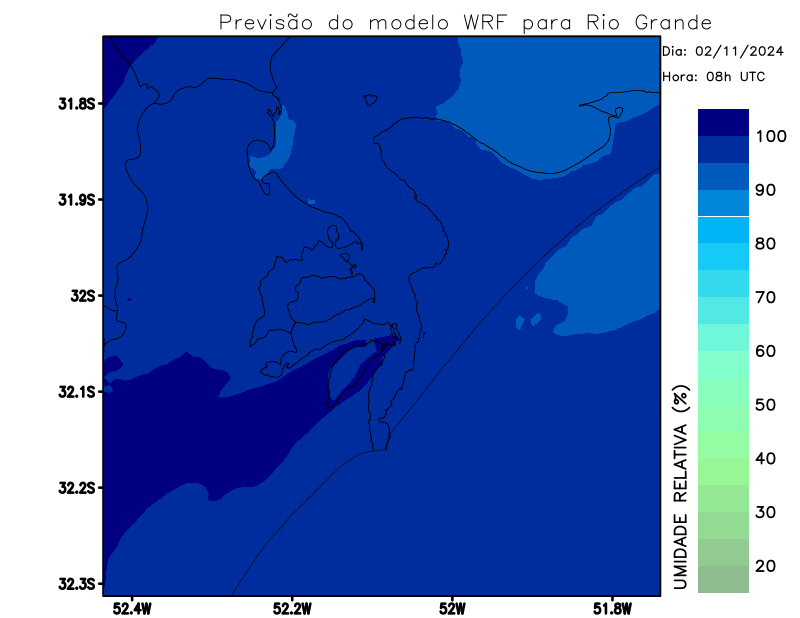 Previsão do modelo WRF para Rio Grande
Dia: 02/11/2024
Hora: 08h UTC
31.8S
31.9S
32S
32.1S
32.2S
32.3S
52.4W 52.2W 52W 51.8W
100
90
80
70
60
50
40
30
20
UMIDADE RELATIVA (%)